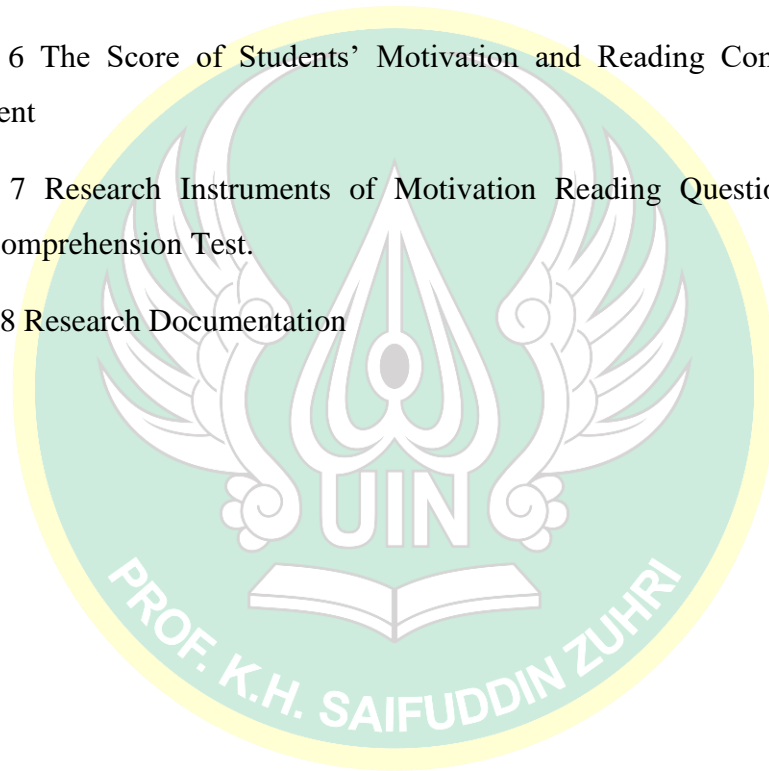 6 The Score of Students’ Motivation and Reading Con
ent
7 Research Instruments of Motivation Reading Questio
omprehension Test.
8 Research Documentation
UIN
PROF. K.H. SAIFUDDIN ZUHRI